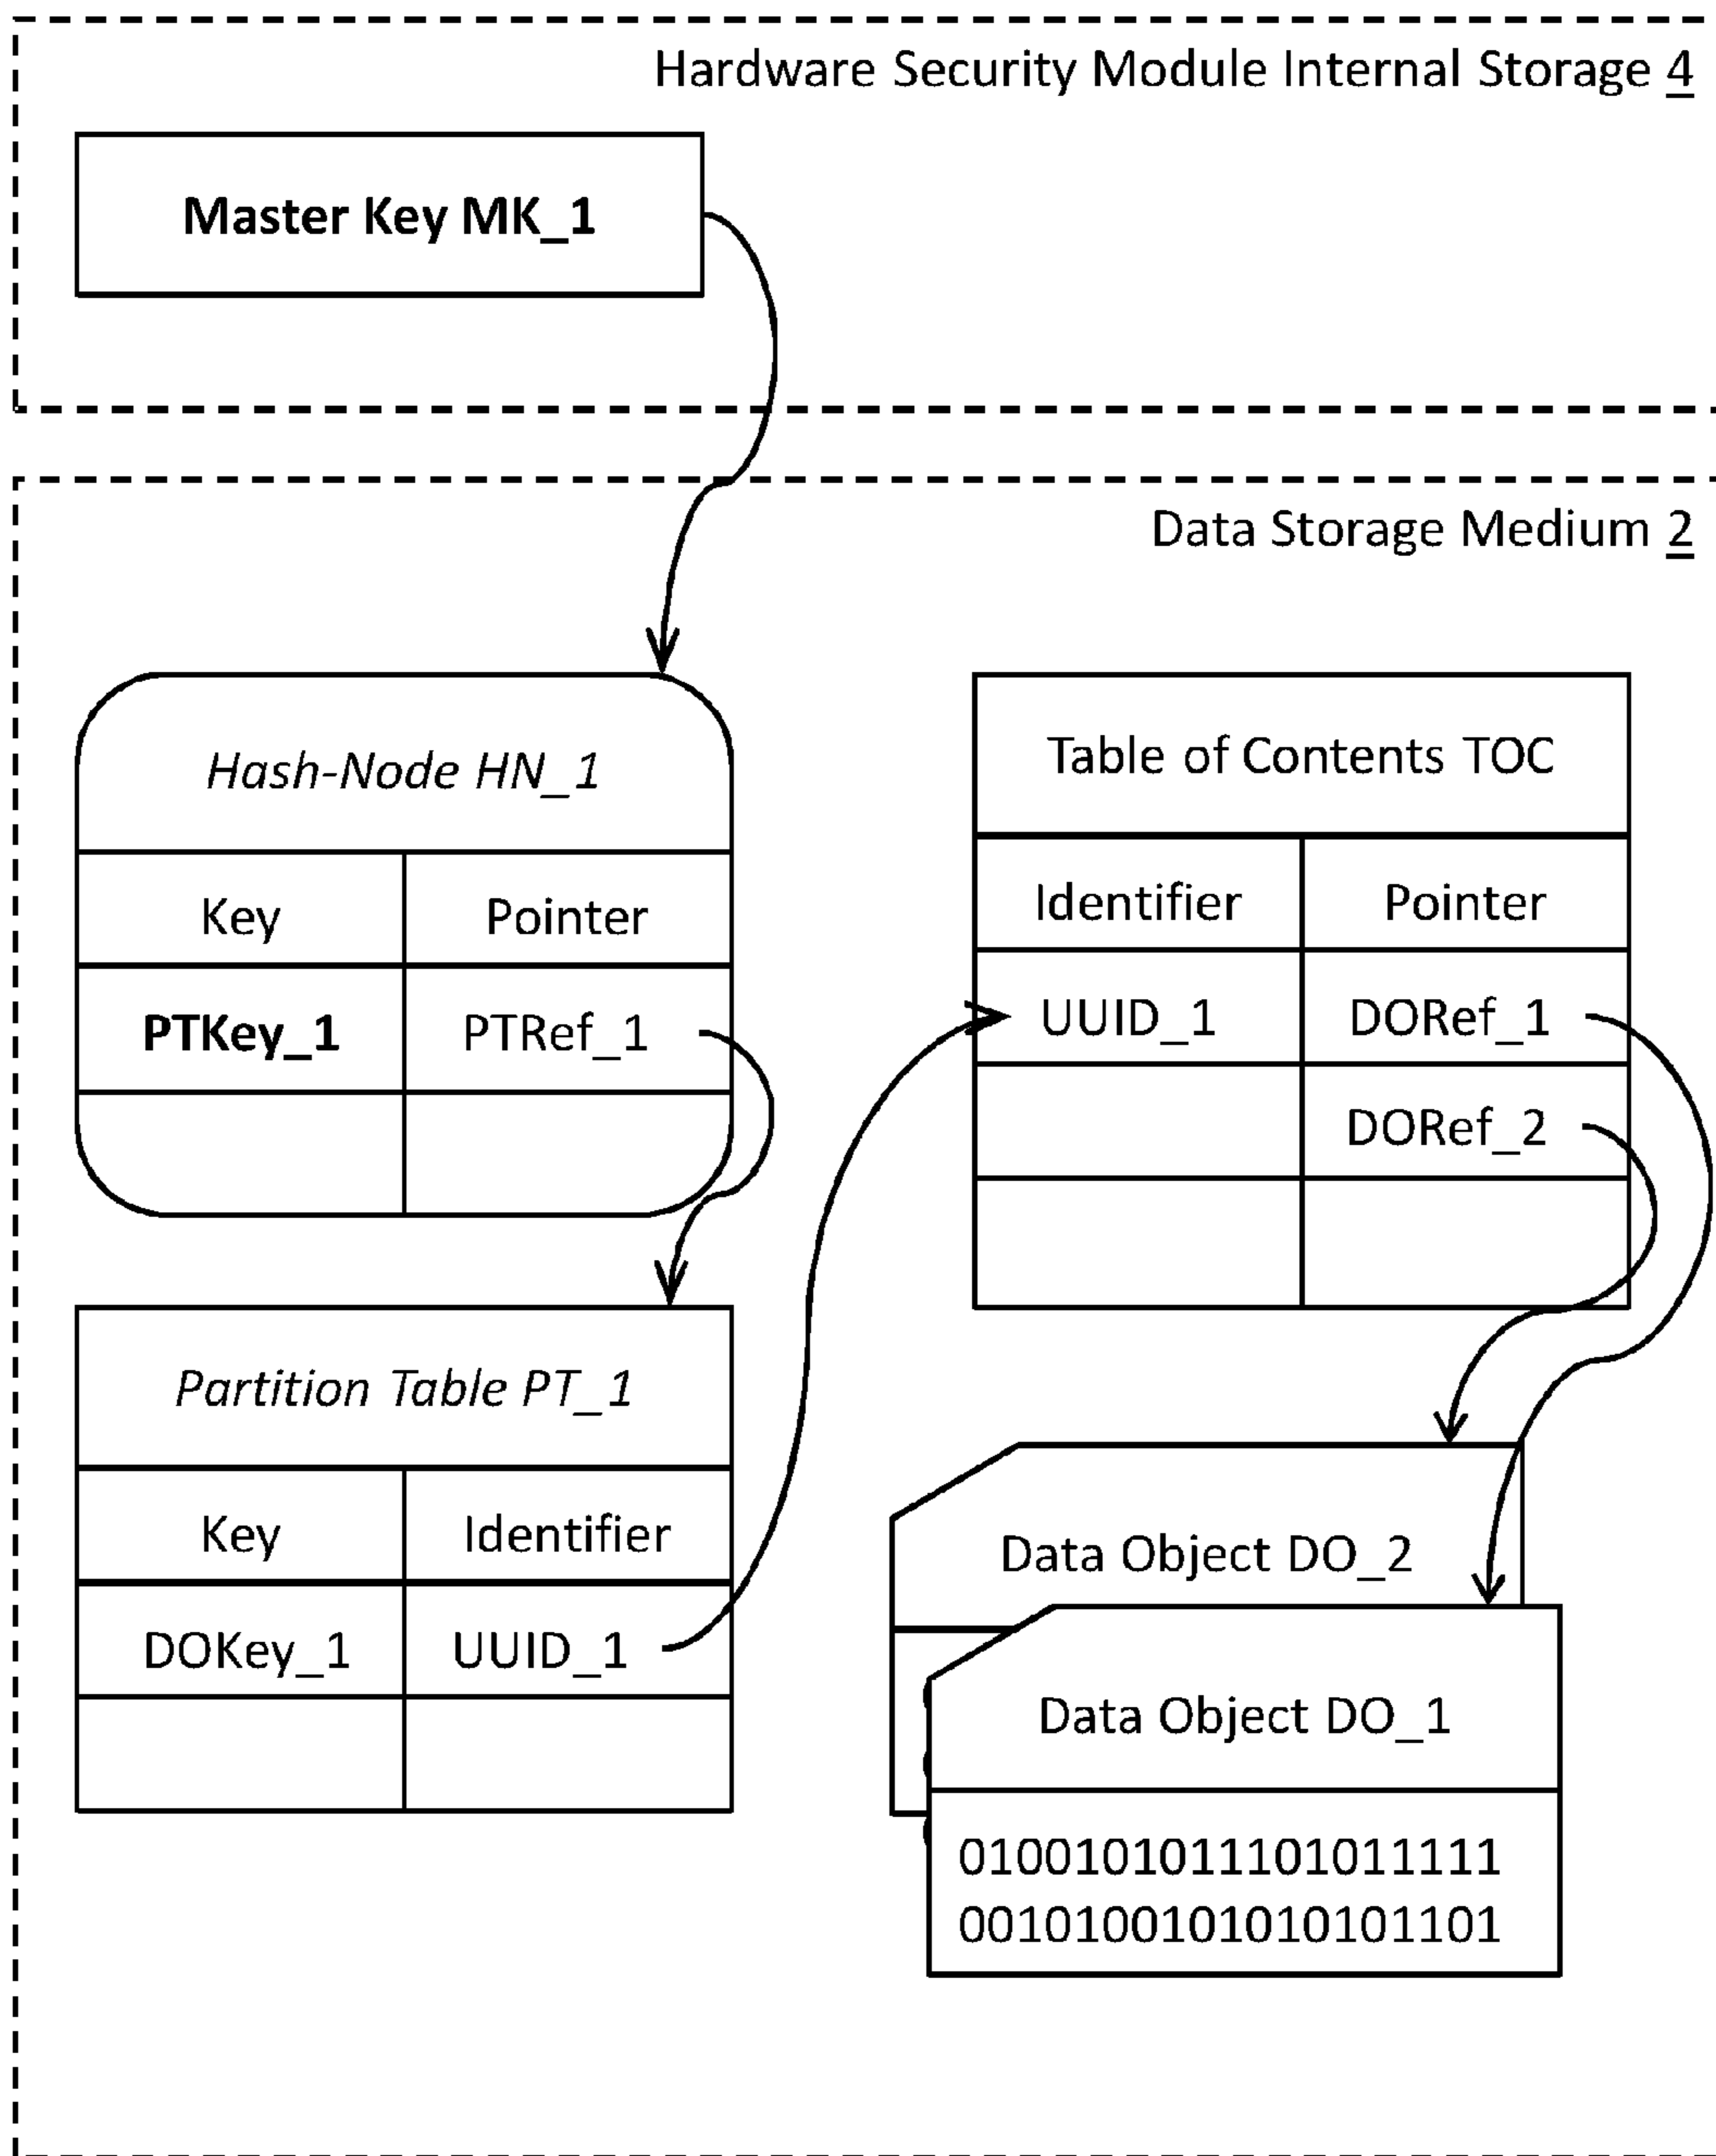 Hardware Security Module Internal Storage 4
Master Key MK_1
Data Storage Medium 2
Hash-Node HN_1
Key Pointer
PTKey_1 PTRef_1
Table of Contents TOC
Identifier Pointer
UUID_1 DORef_1
DORef_2
Partition Table PT_1
Key Identifier
DOKey_1 UUID_1
Data Object DO_2
Data Object DO_1
0100101011101011111
0010100101010101101